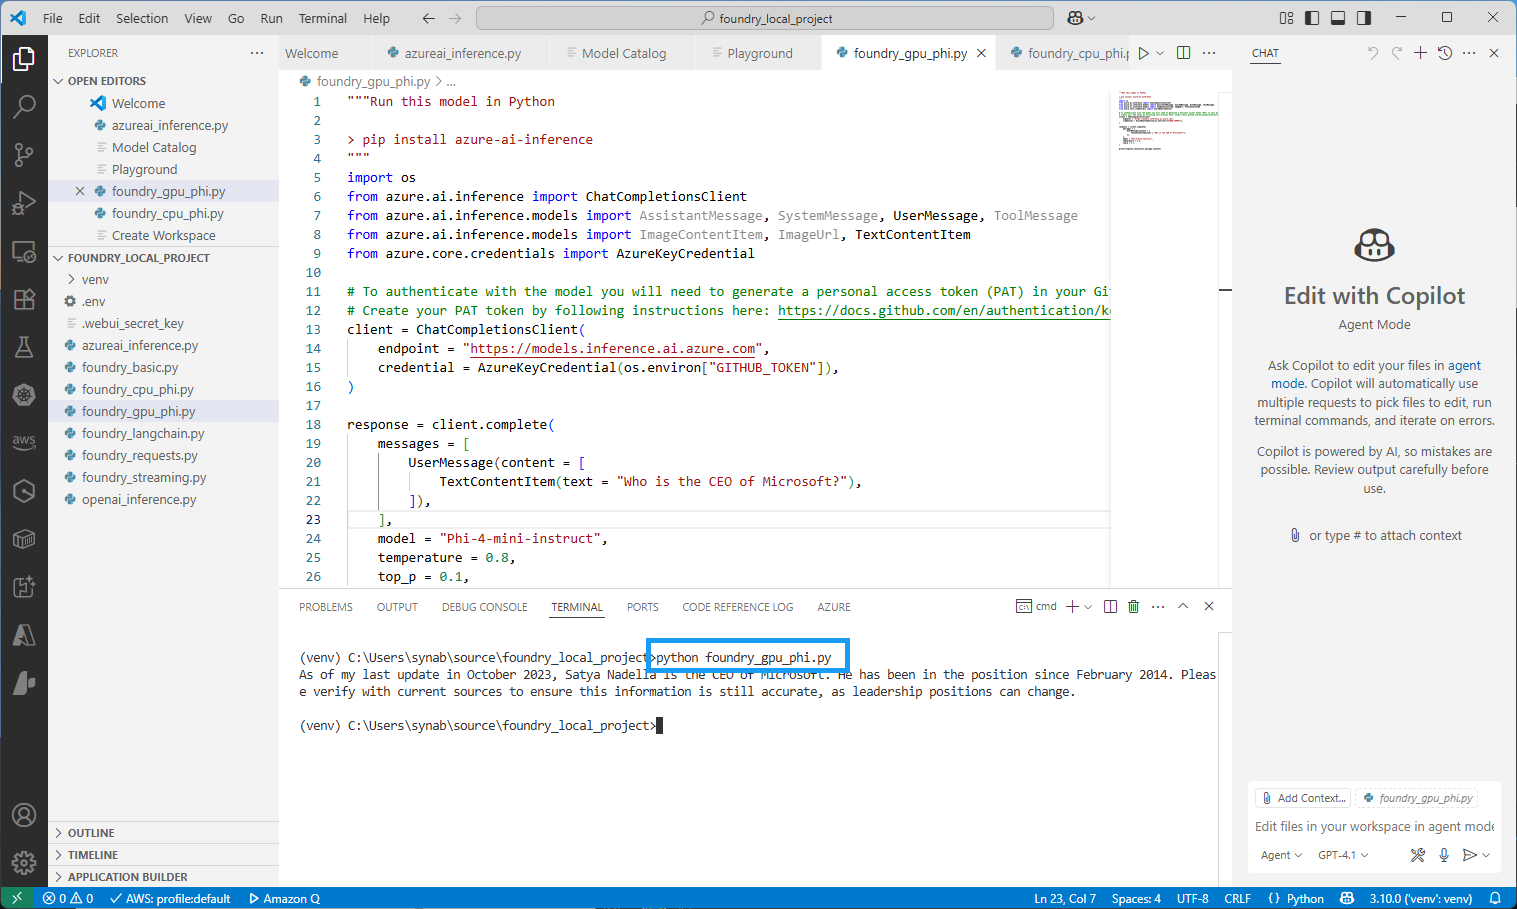 File Edit Selection View Go Run Terminal Help
foundry_local_project
EXPLORER
OPEN EDITORS
Welcome
azureai_inference.py
Model Catalog
Playground
foundry_gpu_phi.py
foundry_cpu_phi.py
Create Workspace
FOUNDRY_LOCAL_PROJECT
venv
.env
.webui_secret_key
azureai_inference.py
foundry_basic.py
foundry_cpu_phi.py
foundry_gpu_phi.py
foundry_langchain.py
foundry_requests.py
foundry_streaming.py
openai_inference.py
OUTLINE
TIMELINE
APPLICATION BUILDER
Welcome azureai_inference.py Model Catalog Playground foundry_gpu_phi.py foundry_cpu_phi.p
foundry_gpu_phi.py > ...
1 """Run this model in Python
2
3 > pip install azure-ai-inference
4 """
5 import os
6 from azure.ai.inference import ChatCompletionsClient
7 from azure.ai.inference.models import AssistantMessage, SystemMessage, UserMessage, ToolMessage
8 from azure.ai.inference.models import ImageContentItem, ImageUrl, TextContentItem
9 from azure.core.credentials import AzureKeyCredential
10
11 # To authenticate with the model you will need to generate a personal access token (PAT) in your Gi
12 # Create your PAT token by following instructions here: https://docs.github.com/en/authentication/k
13 client = ChatCompletionsClient(
14 endpoint = "https://models.inference.ai.azure.com",
15 credential = AzureKeyCredential(os.environ["GITHUB_TOKEN"]),
16 )
17
18 response = client.complete(
19 messages = [
20 UserMessage(content = [
21 TextContentItem(text = "Who is the CEO of Microsoft?"),
22 ]),
23 ],
24 model = "Phi-4-mini-instruct",
25 temperature = 0.8,
26 top_p = 0.1,
PROBLEMS OUTPUT DEBUG CONSOLE TERMINAL PORTS CODE REFERENCE LOG AZURE
cmd
(venv) C:\Users\synab\source\foundry_local_project>python foundry_gpu_phi.py
As of my last update in October 2023, Satya Nadella is the CEO of Microsoft. He has been in the position since February 2014. Pleas
e verify with current sources to ensure this information is still accurate, as leadership positions can change.
(venv) C:\Users\synab\source\foundry_local_project>
CHAT
Edit with Copilot
Agent Mode
Ask Copilot to edit your files in agent
mode. Copilot will automatically use
multiple requests to pick files to edit, run
terminal commands, and iterate on errors.
Copilot is powered by AI, so mistakes are
possible. Review output carefully before
use.
or type # to attach context
Add Context... foundry_gpu_phi.py
Edit files in your workspace in agent mode
Agent GPT-4.1
aws
0 0 AWS: profile:default Amazon Q Ln 23, Col 7 Spaces: 4 UTF-8 CRLF {} Python 3.10.0 ('venv': venv)